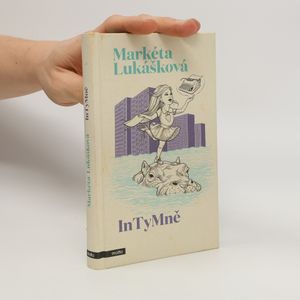 Markéta
Lukášková
InTyMně
Markéta Lukášková
InTyMně